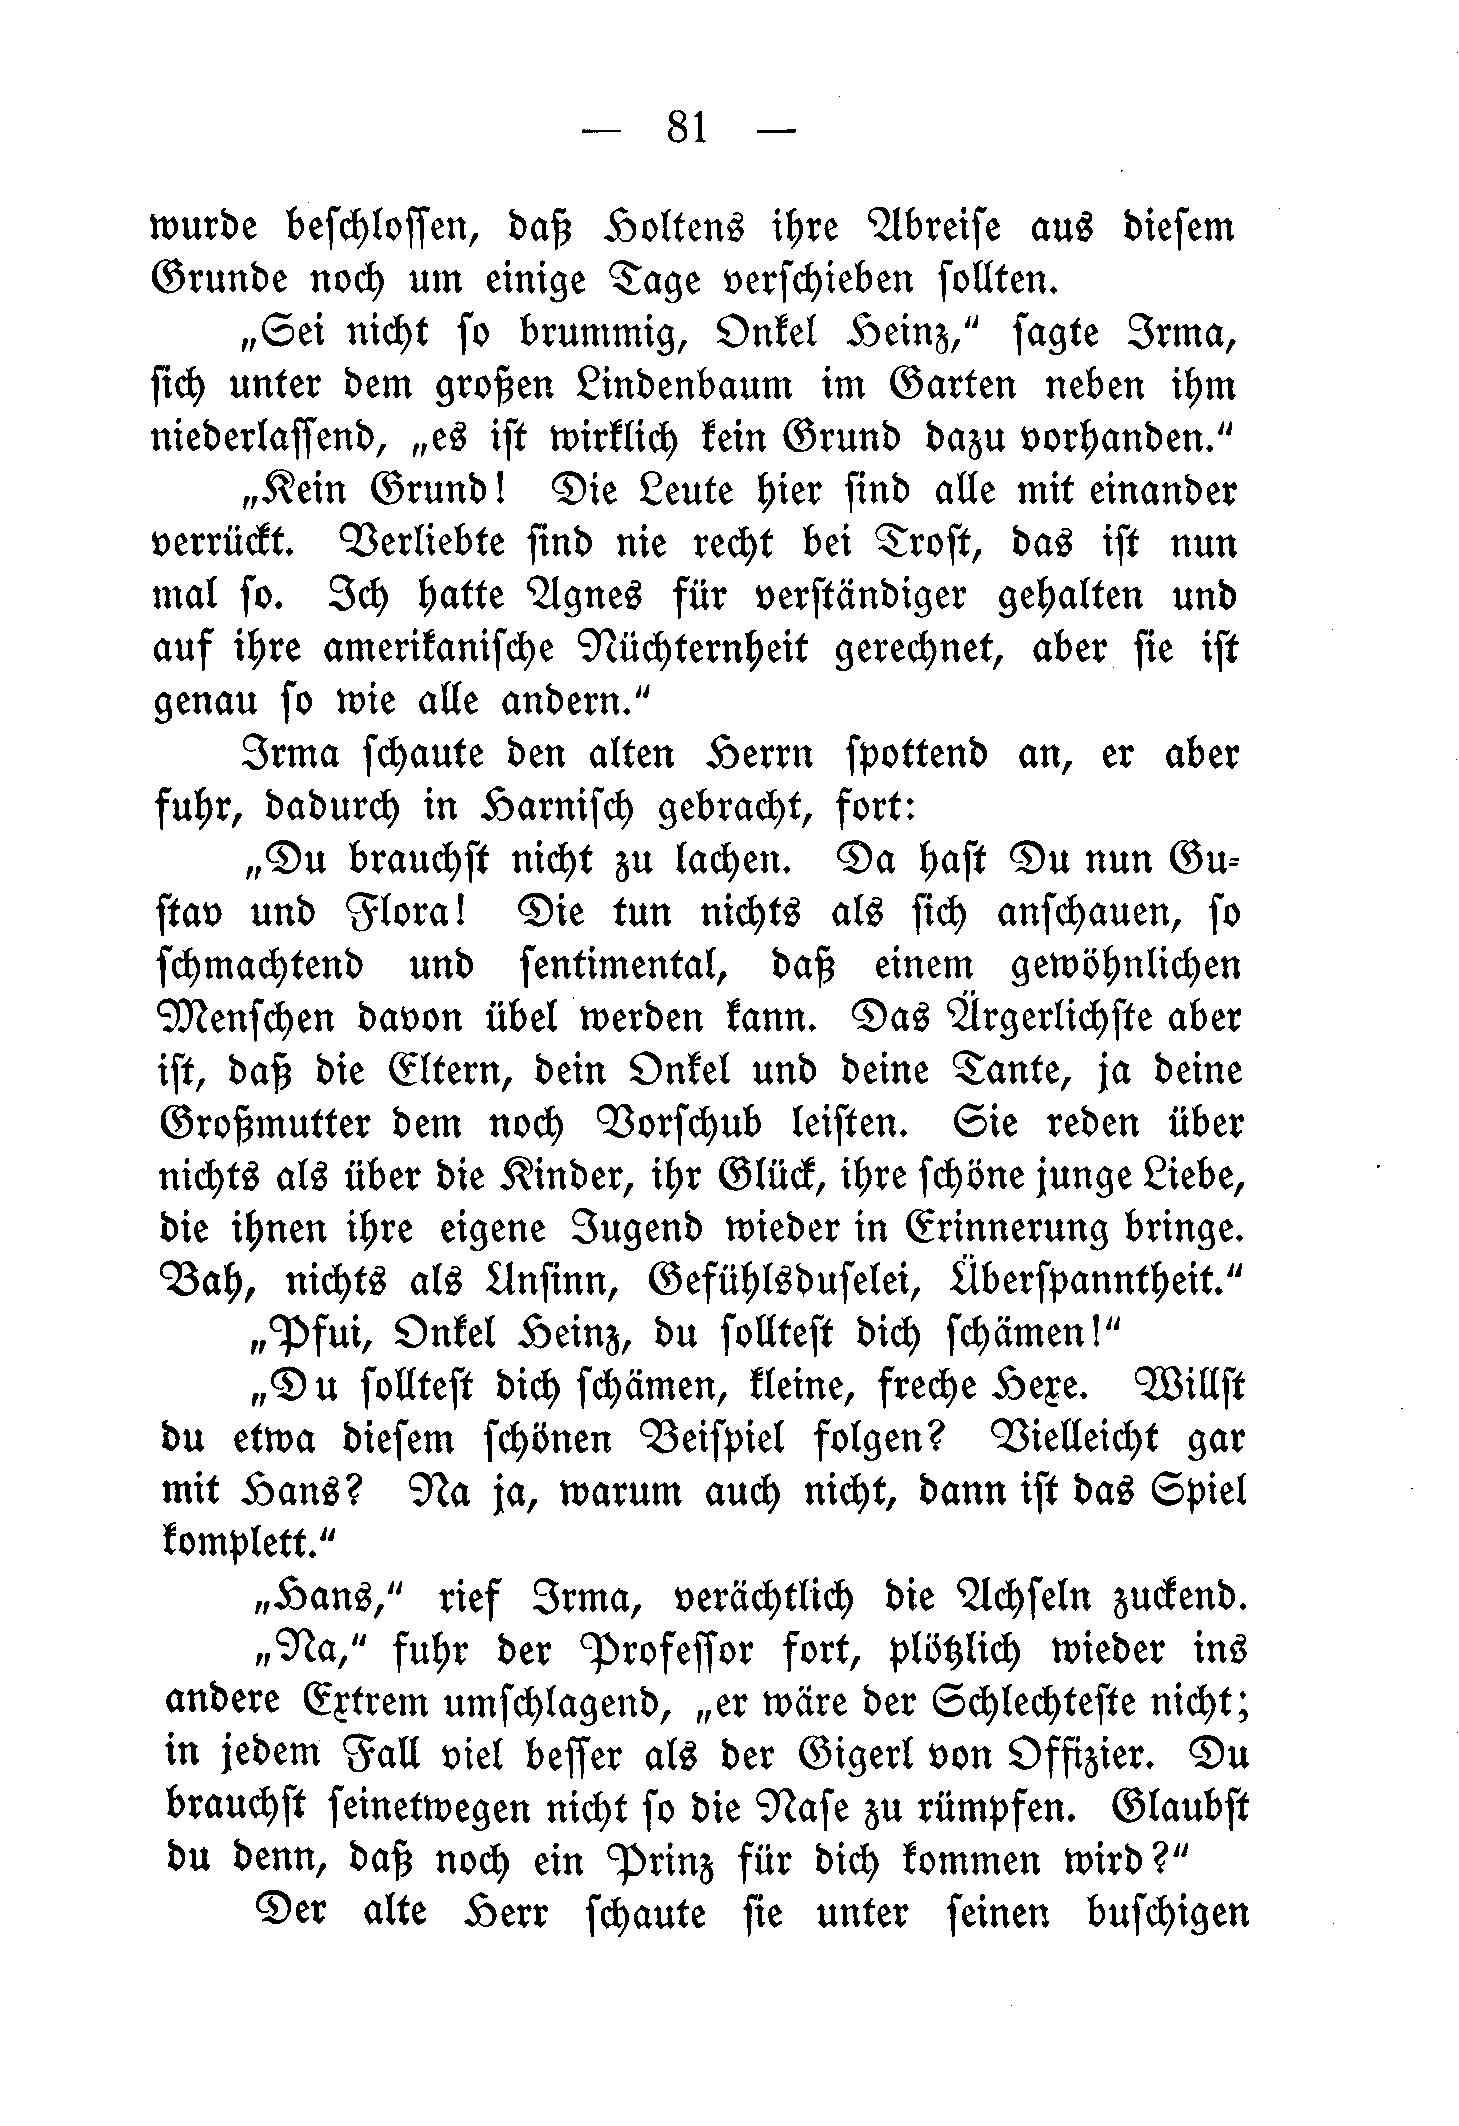 — 81 —
wurde beschlossen, daß Holtens ihre Abreise aus diesem
Grunde noch um einige Tage verschieben sollten.
„Sei nicht so brummig, Onkel Heinz,“ sagte Irma,
sich unter dem großen Lindenbaum im Garten neben ihm
niederlassend, „es ist wirklich kein Grund dazu vorhanden.“
„Kein Grund! Die Leute hier sind alle mit einander
verrückt. Verliebte sind nie recht bei Trost, das ist nun
mal so. Ich hatte Agnes für verständiger gehalten und
auf ihre amerikanische Nüchternheit gerechnet, aber sie ist
genau so wie alle andern.“
Irma schaute den alten Herrn spottend an, er aber
fuhr, dadurch in Harnisch gebracht, fort:
„Du brauchst nicht zu lachen. Da hast Du nun Gu-
stav und Flora! Die tun nichts als sich anschauen, so
schmachtend und sentimental, daß einem gewöhnlichen
Menschen davon übel werden kann. Das Ärgerlichste aber
ist, daß die Eltern, dein Onkel und deine Tante, ja deine
Großmutter dem noch Vorschub leisten. Sie reden über
nichts als über die Kinder, ihr Glück, ihre schöne junge Liebe,
die ihnen ihre eigene Jugend wieder in Erinnerung bringe.
Bah, nichts als Unsinn, Gefühlsduselei, Überspanntheit.“
„Pfui, Onkel Heinz, du solltest dich schämen!“
„Du solltest dich schämen, kleine, freche Hexe. Willst
du etwa diesem schönen Beispiel folgen? Vielleicht gar
mit Hans? Na ja, warum auch nicht, dann ist das Spiel
komplett.“
„Hans,“ rief Irma, verächtlich die Achseln zuckend.
„Na,“ fuhr der Professor fort, plötzlich wieder ins
andere Extrem umschlagend, „er wäre der Schlechteste nicht;
in jedem Fall viel besser als der Gigerl von Offizier. Du
brauchst seinetwegen nicht so die Nase zu rümpfen. Glaubst
du denn, daß noch ein Prinz für dich kommen wird?“
Der alte Herr schaute sie unter seinen buschigen